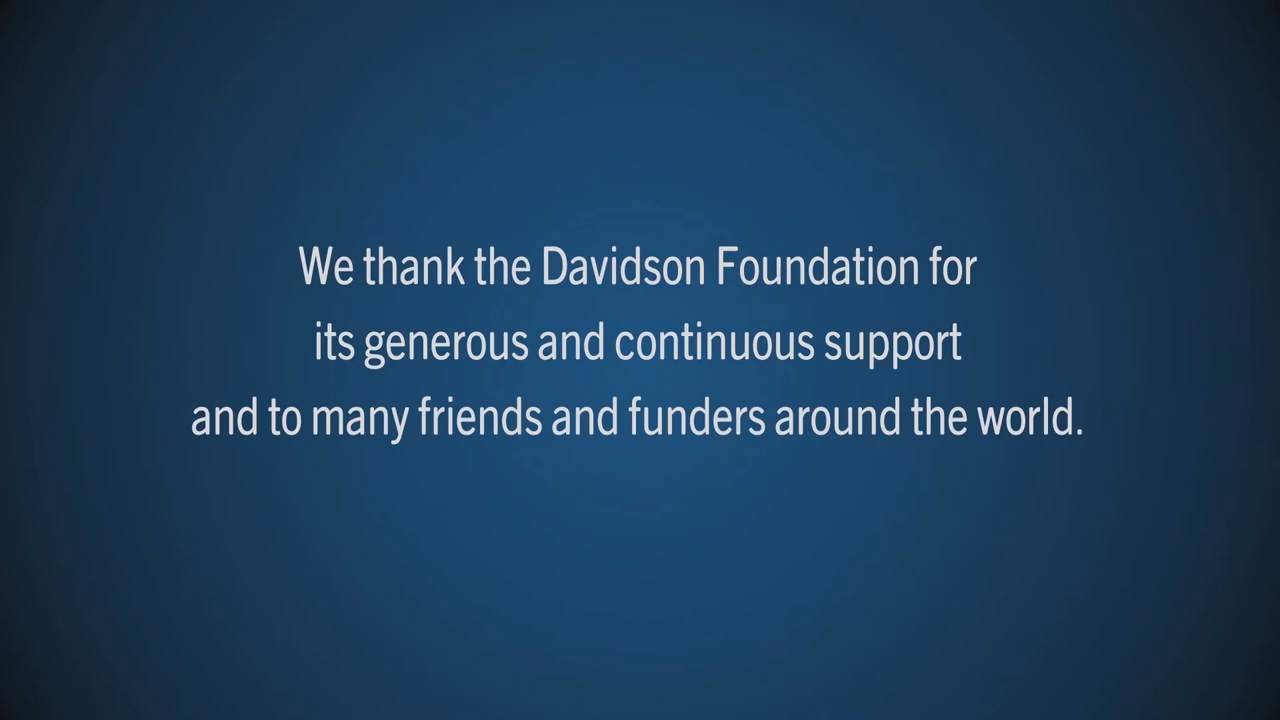 We thank the Davidson Foundation for
its generous and continuous support
and to many friends and funders around the world.